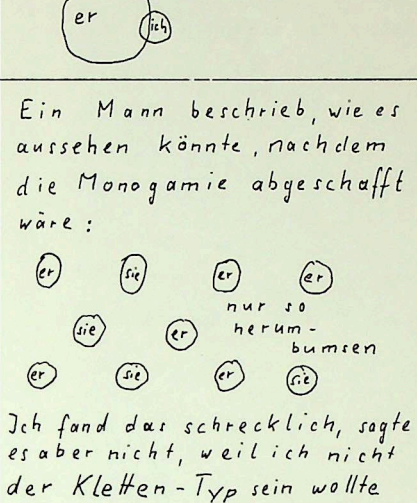 er ich
Ein Mann beschrieb, wie es
aussehen könnte, nachdem
die Monogamie abgeschafft
wäre:
er sie er er
nur so
sie er herum-
bumsen
er sie er sie
Ich fand das schrecklich, sagte
es aber nicht, weil ich nicht
der Kletten-Typ sein wollte